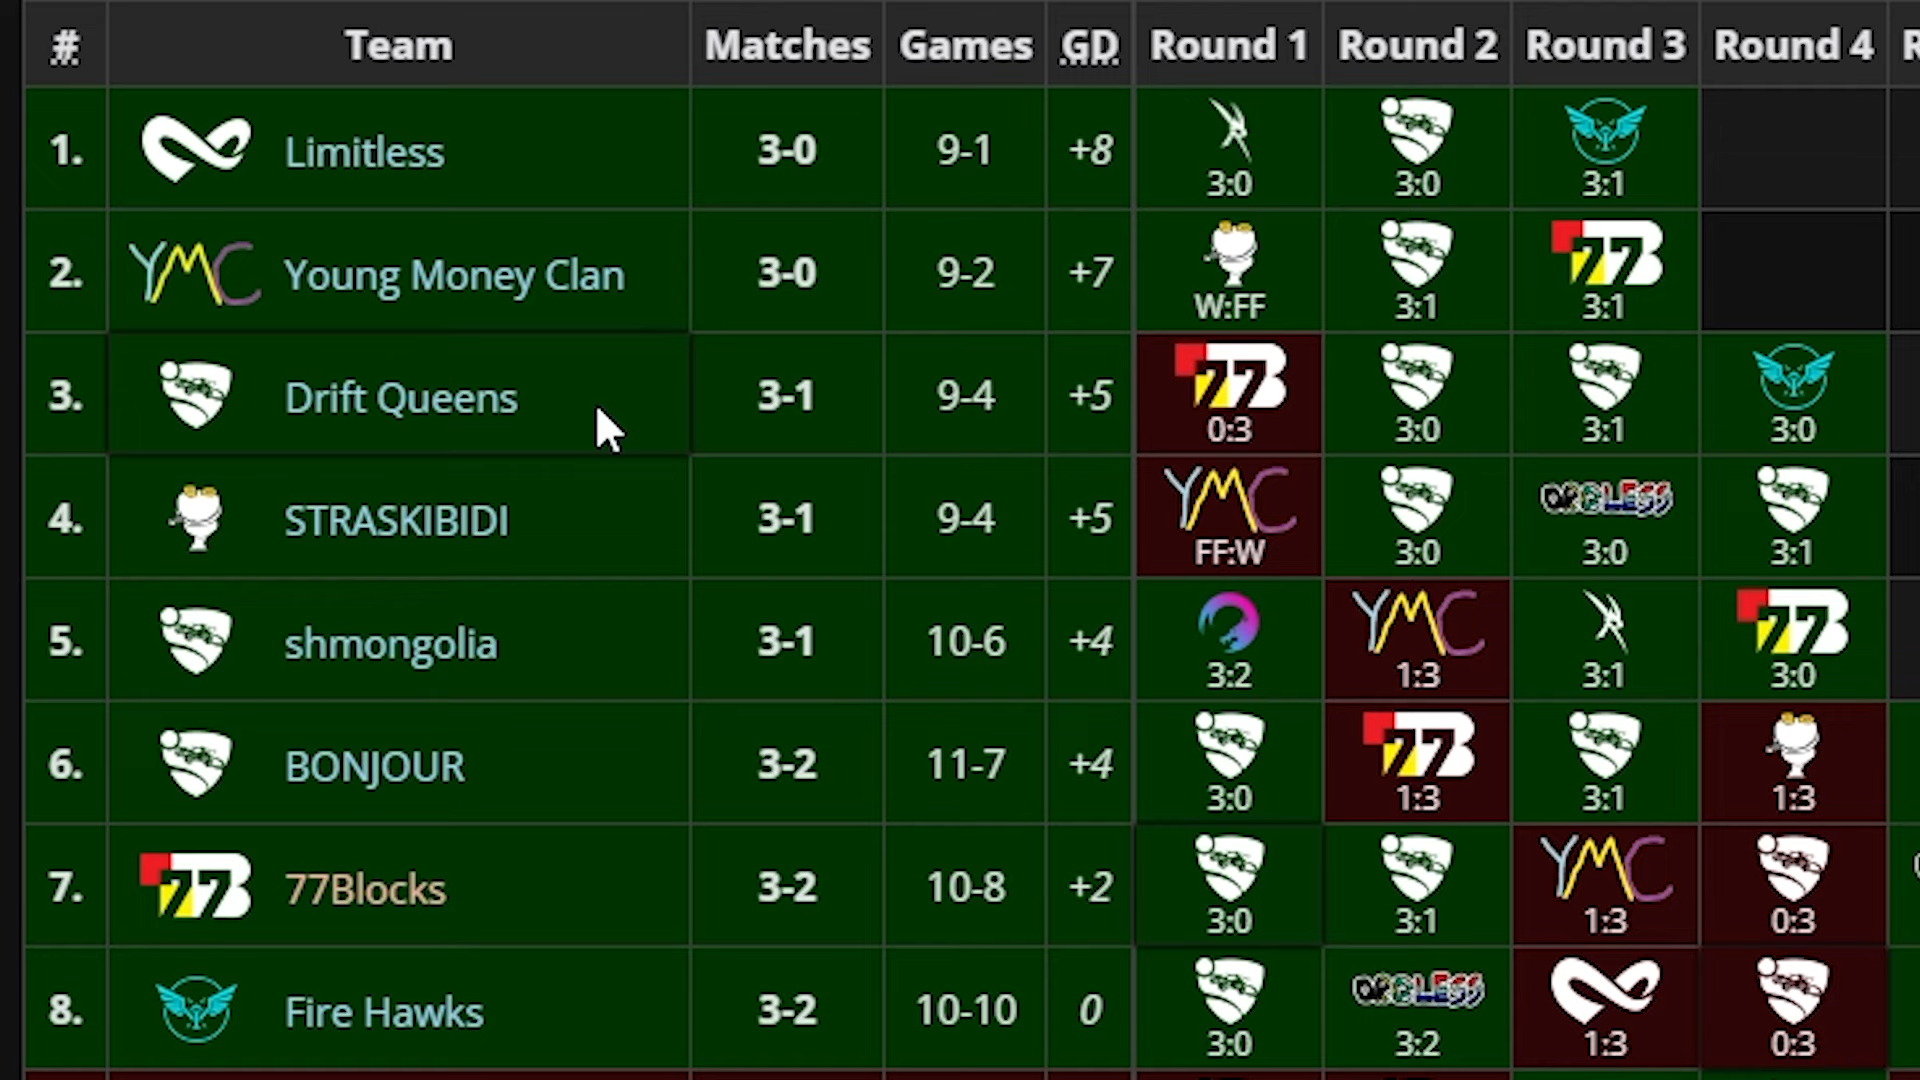 # Team Matches Games GD Round 1 Round 2 Round 3 Round 4 R
1. Limitless 3-0 9-1 +8 3:0 3:0 3:1
2. YMC Young Money Clan 3-0 9-2 +7 W:FF 3:1 77B 3:1
3. Drift Queens 3-1 9-4 +5 77B 0:3 3:0 3:1 3:0
4. STRASKIBIDI 3-1 9-4 +5 YMC FF:W 3:0 3:0 3:1
5. shmongolia 3-1 10-6 +4 3:2 YMC 1:3 3:1 77B 3:0
6. BONJOUR 3-2 11-7 +4 3:0 77B 1:3 3:1 1:3
7. 77B 77Blocks 3-2 10-8 +2 3:0 3:1 YMC 1:3 0:3
8. Fire Hawks 3-2 10-10 0 3:0 3:2 1:3 0:3